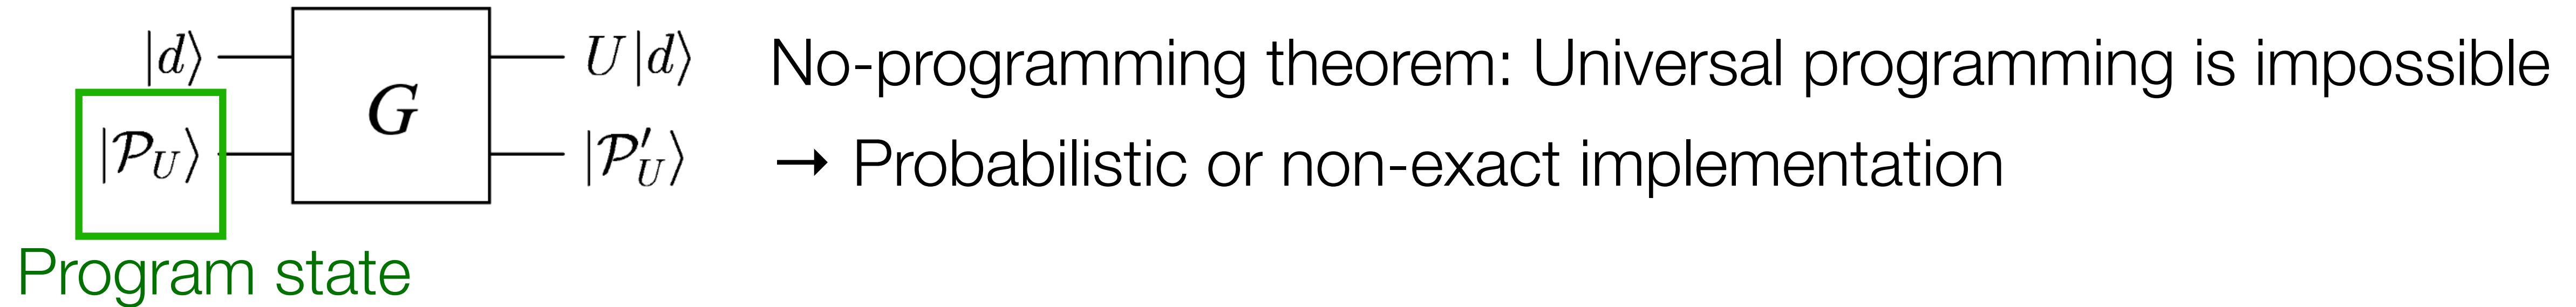 |d⟩ G U|d⟩
No-programming theorem: Universal programming is impossible
|𝒫_U⟩ |𝒫′_U⟩
→ Probabilistic or non-exact implementation
Program state